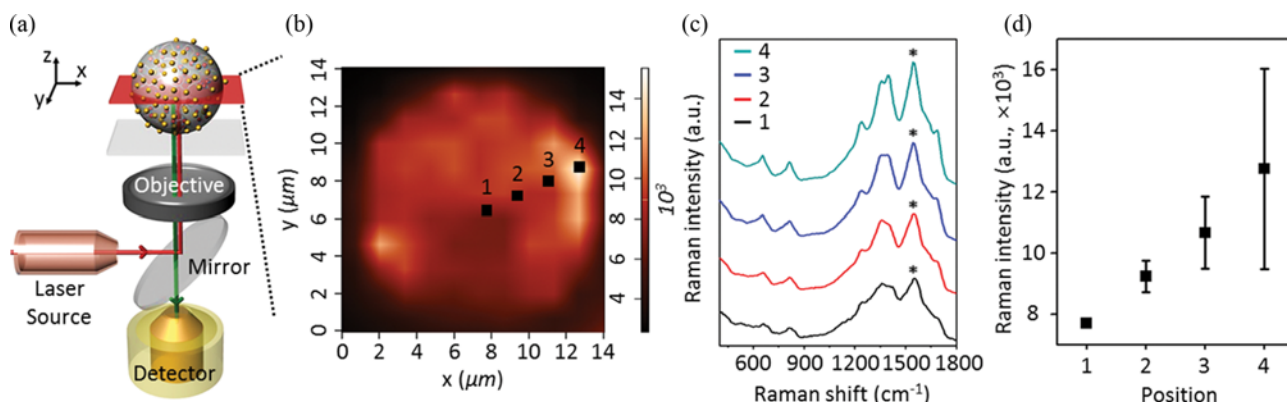 (a)
z
x
y
Objective
Mirror
Laser
Source
Detector
(b)
14
12
10
8
6
4
2
0
y (μm)
0 2 4 6 8 10 12 14
x (μm)
1
2
3
4
14
12
10
8
6
4
10³
(c)
Raman intensity (a.u.)
4
3
2
1
*
*
*
*
600 900 1200 1500 1800
Raman shift (cm⁻¹)
(d)
Raman intensity (a.u., ×10³)
16
14
12
10
8
1 2 3 4
Position